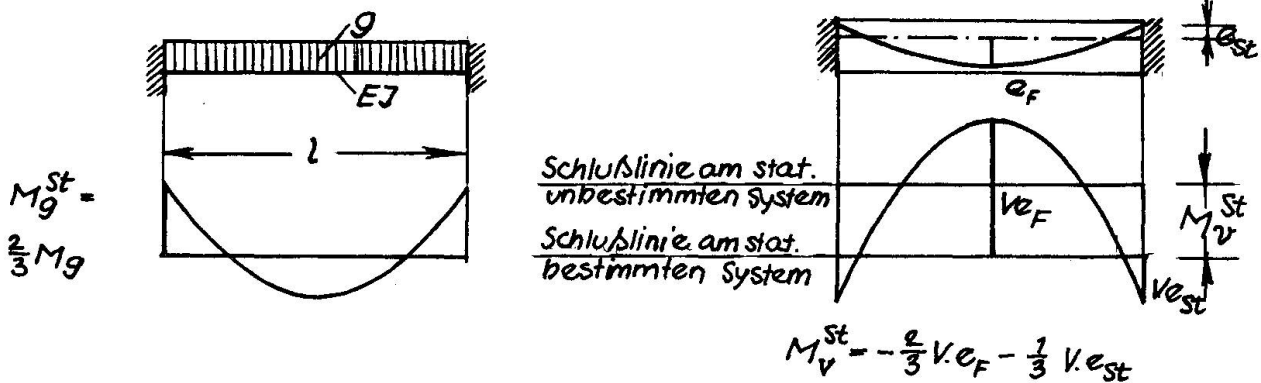 g
EJ
l
M_g^St =
2/3 Mg
e_St
e_F
Schlußlinie am stat.
unbestimmten System
Schlußlinie am stat.
bestimmten System
Ve_F
M_v^St
Ve_St
M_v^St = - 2/3 V.e_F - 1/3 V.e_St